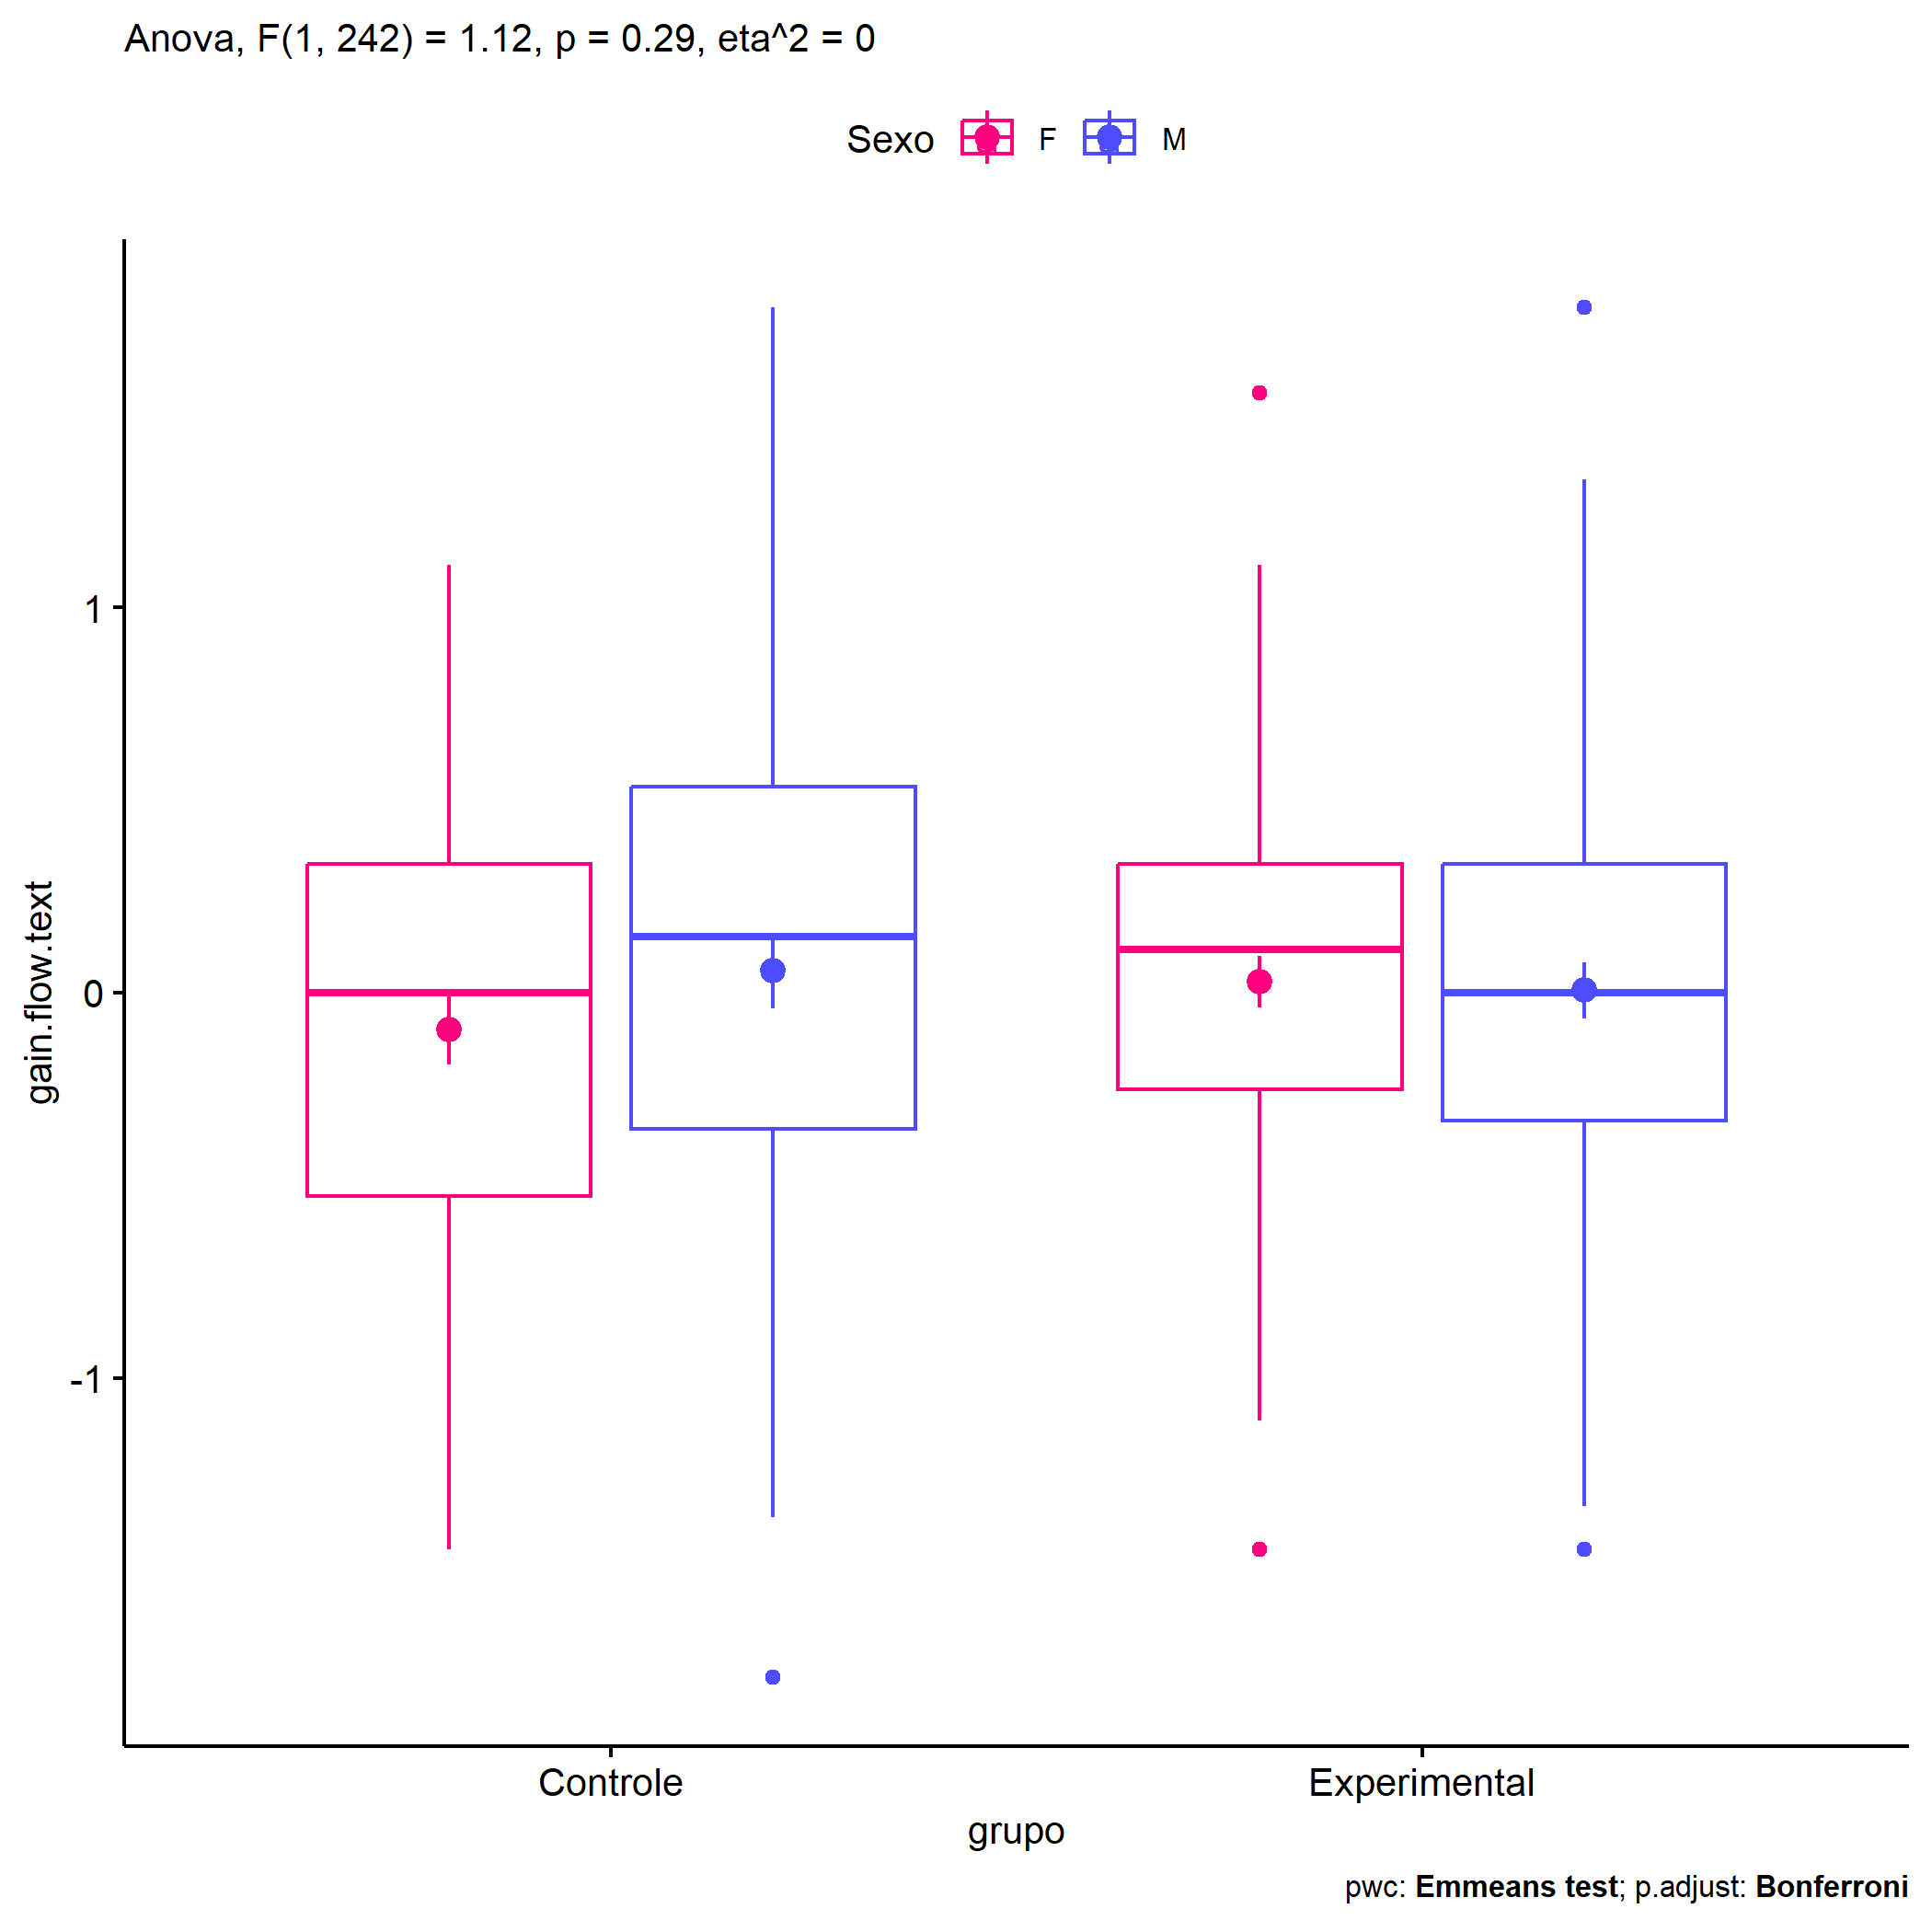 Anova, F(1, 242) = 1.12, p = 0.29, eta^2 = 0
Sexo F M
gain.flow.text
1
0
-1
Controle Experimental
grupo
pwc: Emmeans test; p.adjust: Bonferroni